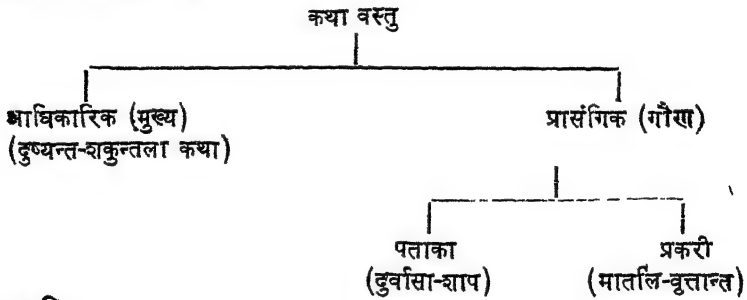 कथा वस्तु
आधिकारिक (मुख्य) प्रासंगिक (गौण)
(दुष्यन्त-शकुन्तला कथा)
पताका प्रकरी
(दुर्वासा-शाप) (मातलि-वृत्तान्त)